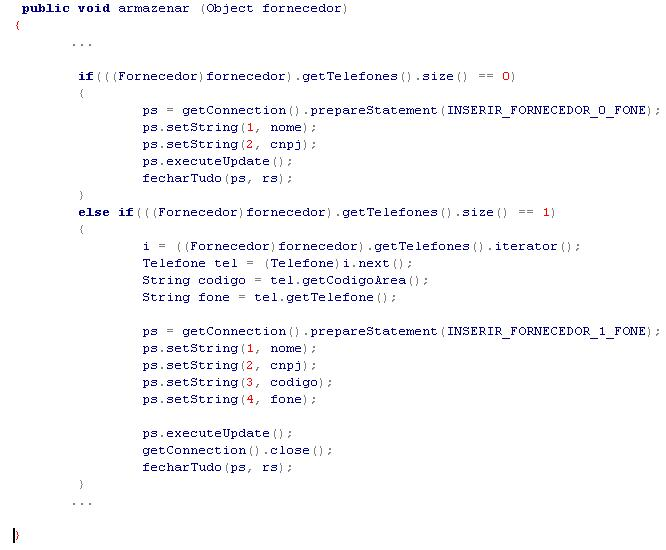 public void armazenar (Object fornecedor)
{
...
if(((Fornecedor)fornecedor).getTelefones().size() == 0)
{
ps = getConnection().prepareStatement(INSERIR_FORNECEDOR_0_FONE);
ps.setString(1, nome);
ps.setString(2, cnpj);
ps.executeUpdate();
fecharTudo(ps, rs);
}
else if(((Fornecedor)fornecedor).getTelefones().size() == 1)
{
i = ((Fornecedor)fornecedor).getTelefones().iterator();
Telefone tel = (Telefone)i.next();
String codigo = tel.getCodigoArea();
String fone = tel.getTelefone();
ps = getConnection().prepareStatement(INSERIR_FORNECEDOR_1_FONE);
ps.setString(1, nome);
ps.setString(2, cnpj);
ps.setString(3, codigo);
ps.setString(4, fone);
ps.executeUpdate();
getConnection().close();
fecharTudo(ps, rs);
}
...
}